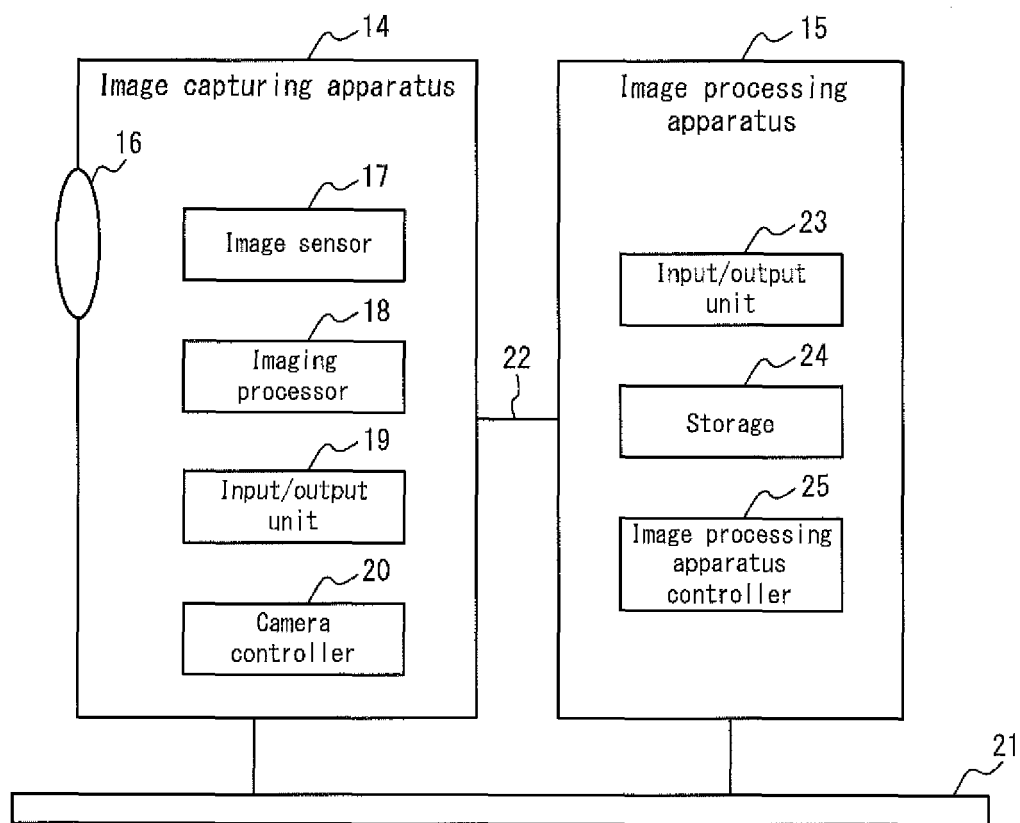 14
Image capturing apparatus
16
17
Image sensor
18
Imaging
processor
19
Input/output
unit
20
Camera
controller
22
15
Image processing
apparatus
23
Input/output
unit
24
Storage
25
Image processing
apparatus
controller
21